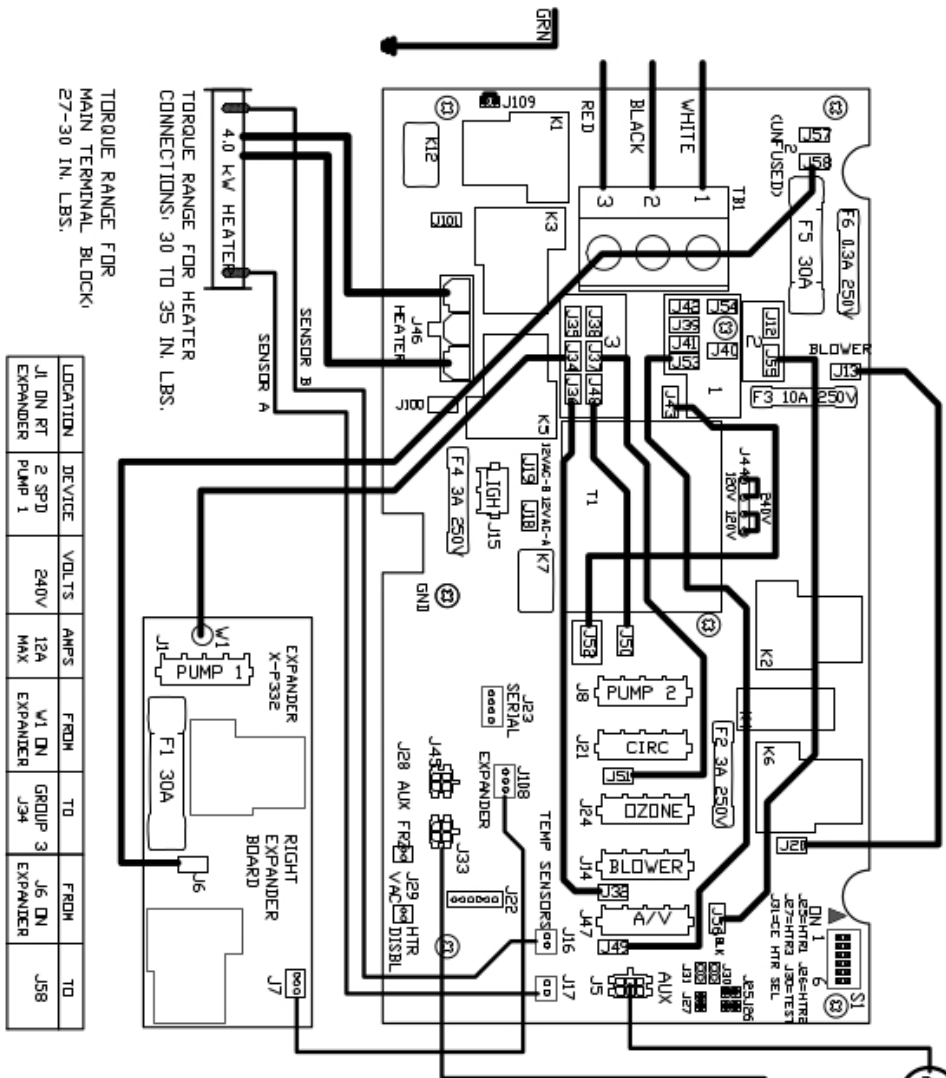 GRN
RED
BLACK
WHITE
J109
K1
K12
J101
K3
TB1
3
2
1
2
(UNFUSED)
J57
J58
F5 30A
F6 0.3A 250V
4.0 kW HEATER
TORQUE RANGE FOR HEATER
CONNECTIONS: 30 TO 35 IN. LBS.
TORQUE RANGE FOR
MAIN TERMINAL BLOCK:
27-30 IN. LBS.
SENSOR B
SENSOR A
J46
HEATER
J100
K5
J35
J38
J34
J37
J36
J48
3
J42
J54
J39
J41
J40
J53
J43
1
J12
J55
2
BLOWER
J13
F3 10A 250V
F4 3A 250V
LIGHT
J15
12VAC-B
J19
12VAC-A
J18
T1
K7
J44
120V
120V
240V
GND
J52
J50
K2
J8
PUMP 2
J21
CIRC
J51
J24
OZONE
F2 3A 250V
K6
J14
BLOWER
J32
J47
A/V
J49
J56
BLK
J20
J23
SERIAL
J45
J28 AUX FRZ
J108
EXPANDER
J33
J29
VAC
HTR
DISBL
J22
TEMP SENSORS
J16
J17
J5
AUX
J31
J30
J27
J25
J26
ON 1
6
S1
J25=HTR1 J26=HTR2
J27=HTR3 J30=TEST
J31=CE HTR SEL
EXPANDER
X-P332
W1
J1
PUMP 1
F1 30A
J6
RIGHT
EXPANDER
BOARD
J7
LOCATION DEVICE VOLTS AMPS FROM TO FROM TO
J1 ON RT EXPANDER 2 SPD PUMP 1 240V 12A MAX W1 ON EXPANDER GROUP 3 J34 J6 ON EXPANDER J58